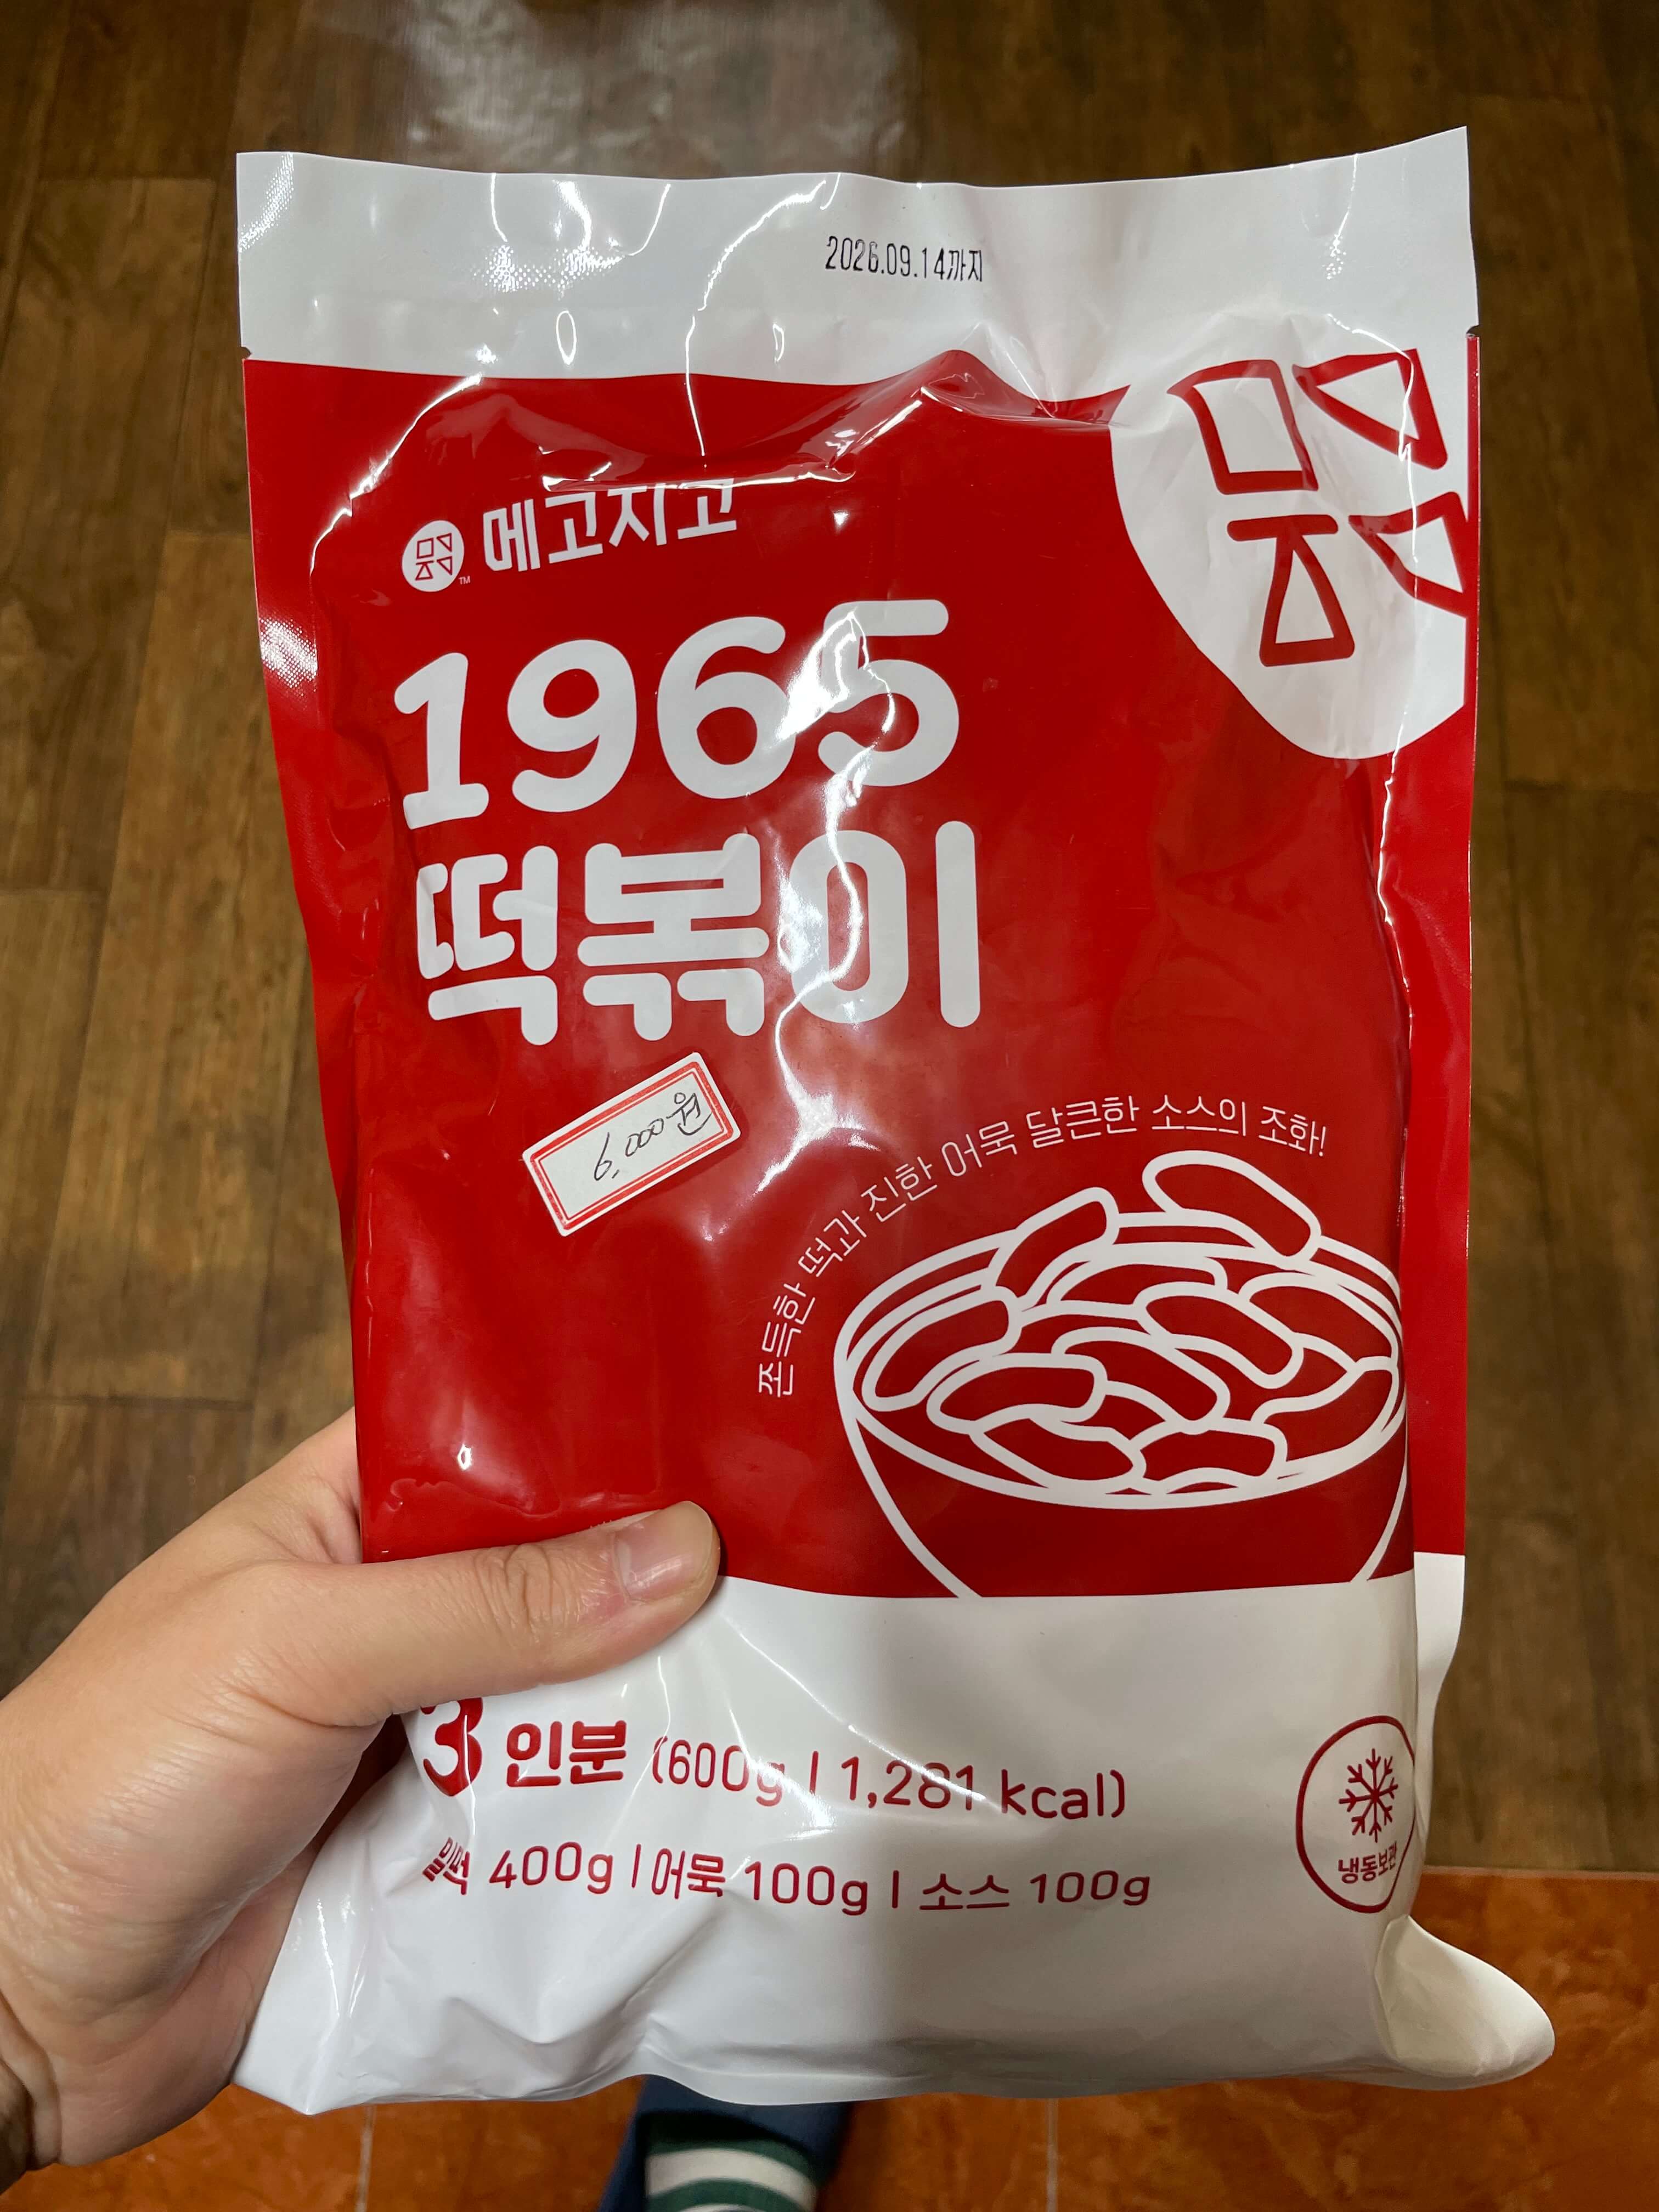 2026.09.14까지
메고지고
TM
1965
떡볶이
6,000원
쫀득한 떡과 진한 어묵 달큰한 소스의 조화!
3 인분 (600g | 1,281 kcal)
밀떡 400g | 어묵 100g | 소스 100g
냉동보관